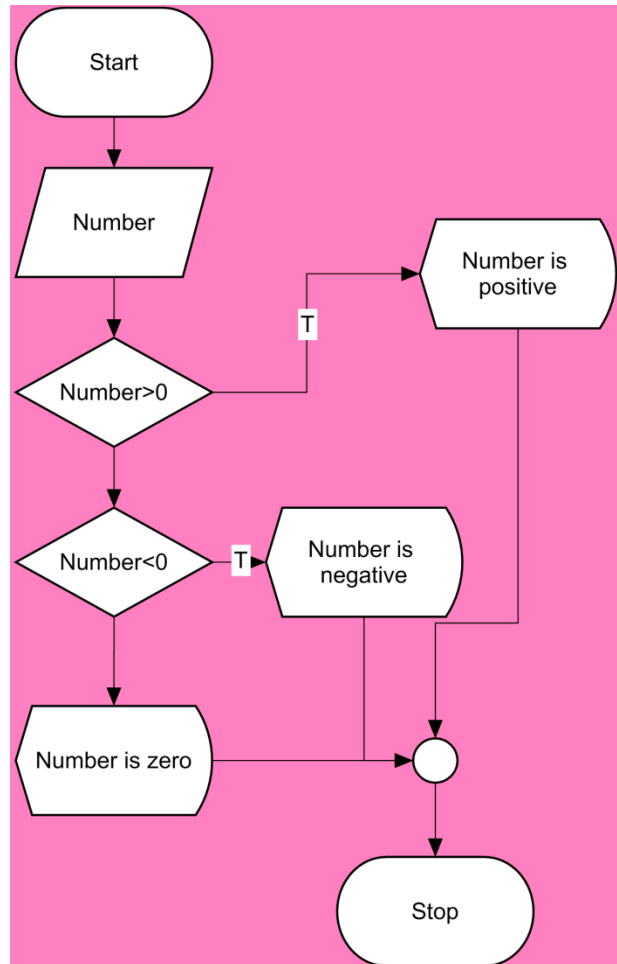 Start
Number
Number is
positive
T
Number>0
Number<0
T
Number is
negative
Number is zero
Stop